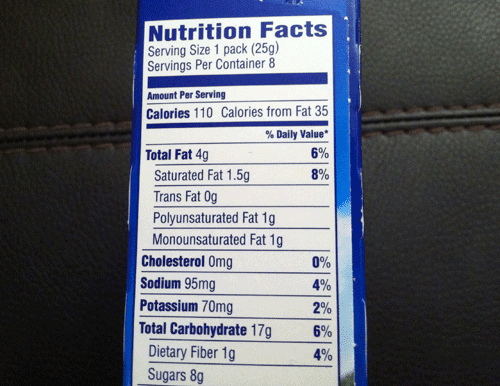 Nutrition Facts
Serving Size 1 pack (25g)
Servings Per Container 8
Amount Per Serving
Calories 110 Calories from Fat 35
% Daily Value*
Total Fat 4g 6%
Saturated Fat 1.5g 8%
Trans Fat 0g
Polyunsaturated Fat 1g
Monounsaturated Fat 1g
Cholesterol 0mg 0%
Sodium 95mg 4%
Potassium 70mg 2%
Total Carbohydrate 17g 6%
Dietary Fiber 1g 4%
Sugars 8g